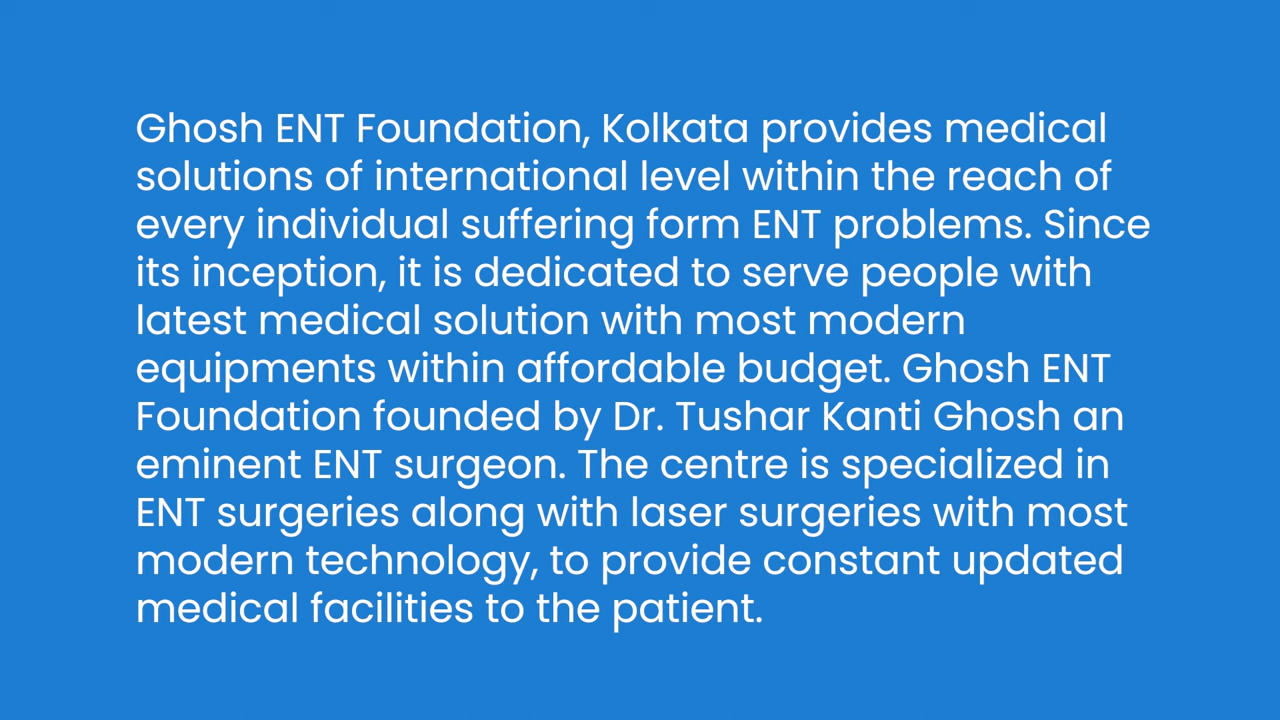 Ghosh ENT Foundation, Kolkata provides medical
solutions of international level within the reach of
every individual suffering form ENT problems. Since
its inception, it is dedicated to serve people with
latest medical solution with most modern
equipments within affordable budget. Ghosh ENT
Foundation founded by Dr. Tushar Kanti Ghosh an
eminent ENT surgeon. The centre is specialized in
ENT surgeries along with laser surgeries with most
modern technology, to provide constant updated
medical facilities to the patient.